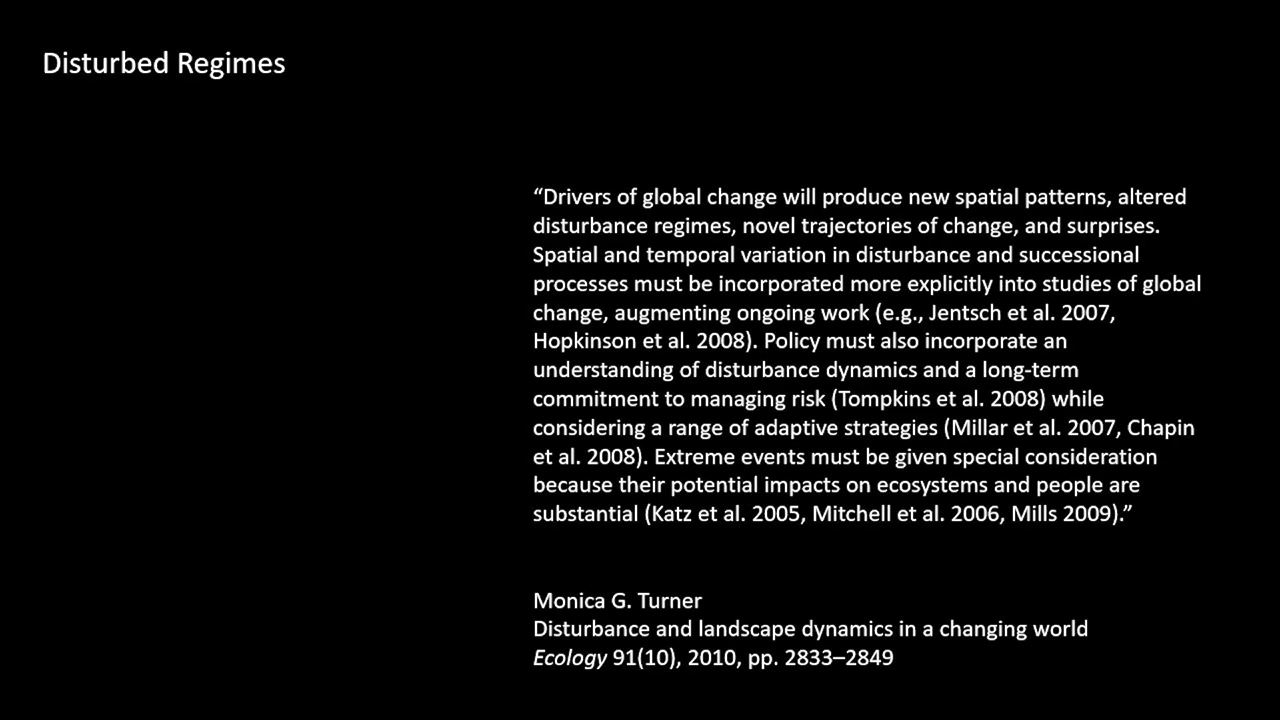 Disturbed Regimes
“Drivers of global change will produce new spatial patterns, altered
disturbance regimes, novel trajectories of change, and surprises.
Spatial and temporal variation in disturbance and successional
processes must be incorporated more explicitly into studies of global
change, augmenting ongoing work (e.g., Jentsch et al. 2007,
Hopkinson et al. 2008). Policy must also incorporate an
understanding of disturbance dynamics and a long-term
commitment to managing risk (Tompkins et al. 2008) while
considering a range of adaptive strategies (Millar et al. 2007, Chapin
et al. 2008). Extreme events must be given special consideration
because their potential impacts on ecosystems and people are
substantial (Katz et al. 2005, Mitchell et al. 2006, Mills 2009).”
Monica G. Turner
Disturbance and landscape dynamics in a changing world
Ecology 91(10), 2010, pp. 2833–2849